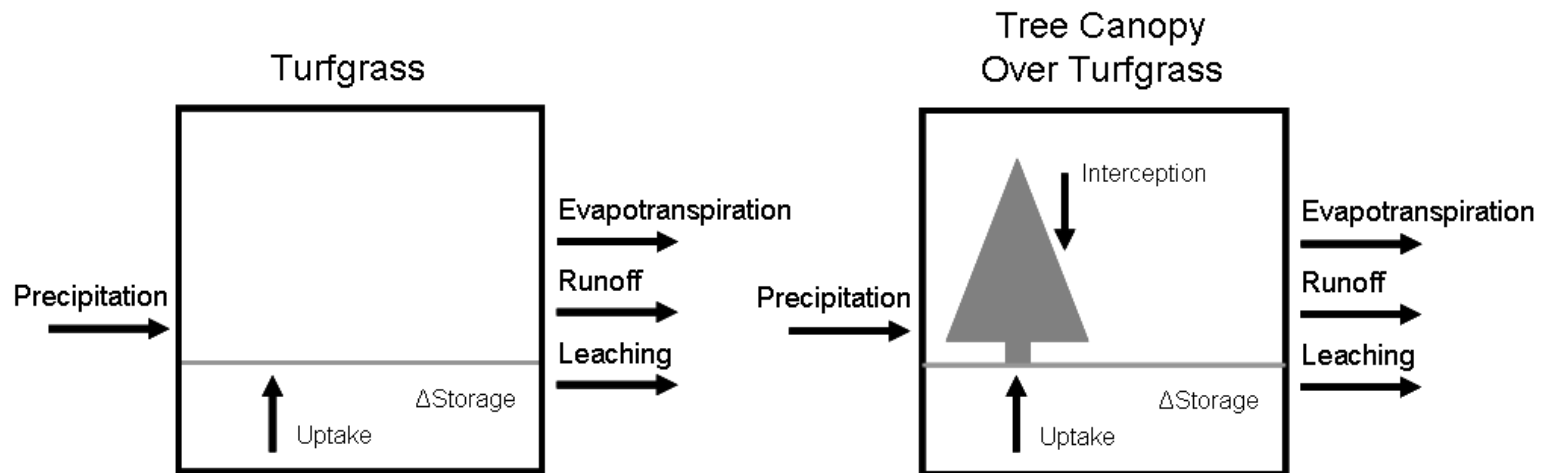 Turfgrass
Precipitation
Evapotranspiration
Runoff
Leaching
ΔStorage
Uptake
Tree Canopy
Over Turfgrass
Interception
Precipitation
Evapotranspiration
Runoff
Leaching
ΔStorage
Uptake